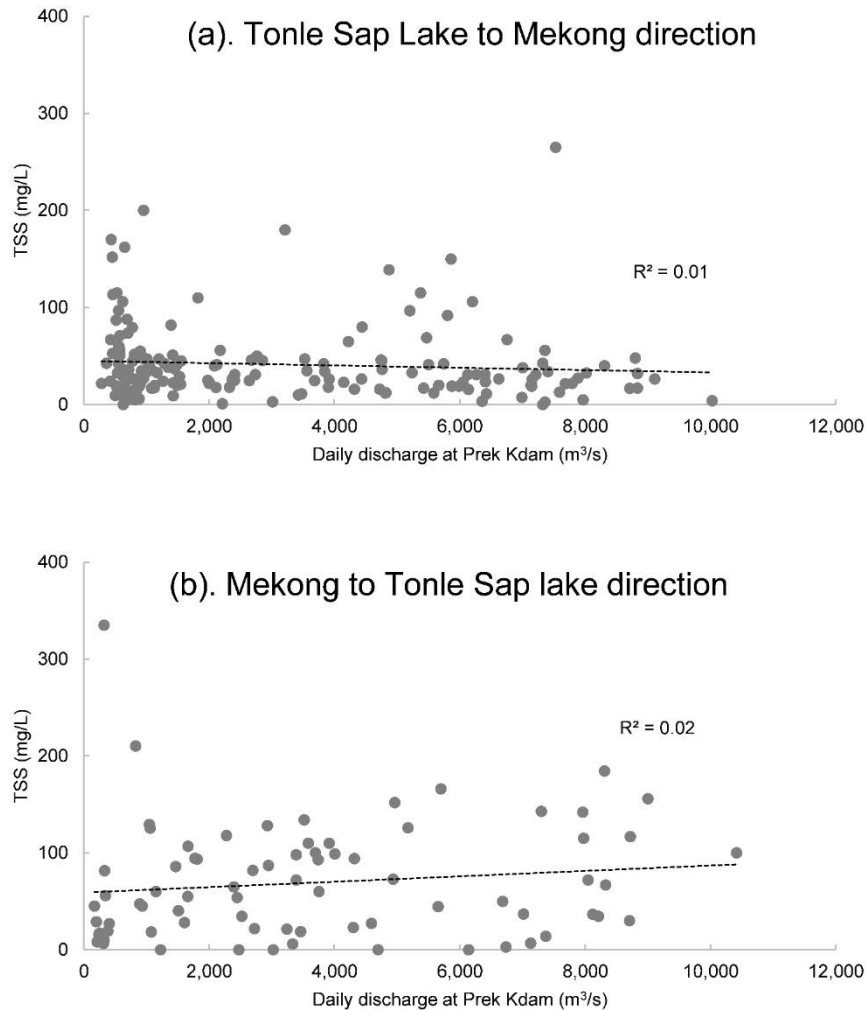 (a). Tonle Sap Lake to Mekong direction
400
300
200
100
0
TSS (mg/L)
R² = 0.01
0 2,000 4,000 6,000 8,000 10,000 12,000
Daily discharge at Prek Kdam (m³/s)
(b). Mekong to Tonle Sap lake direction
400
300
200
100
0
TSS (mg/L)
R² = 0.02
0 2,000 4,000 6,000 8,000 10,000 12,000
Daily discharge at Prek Kdam (m³/s)